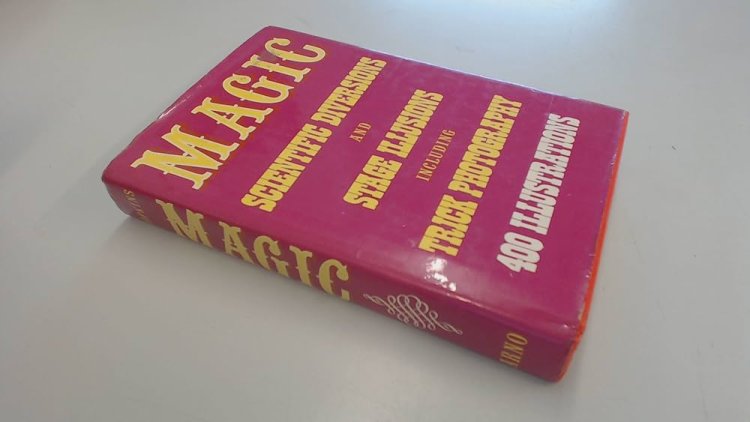 MAGIC
SCIENTIFIC DIVERSIONS
AND
STAGE ILLUSIONS
INCLUDING
TRICK PHOTOGRAPHY
400 ILLUSTRATIONS
MAGIC
ARNO